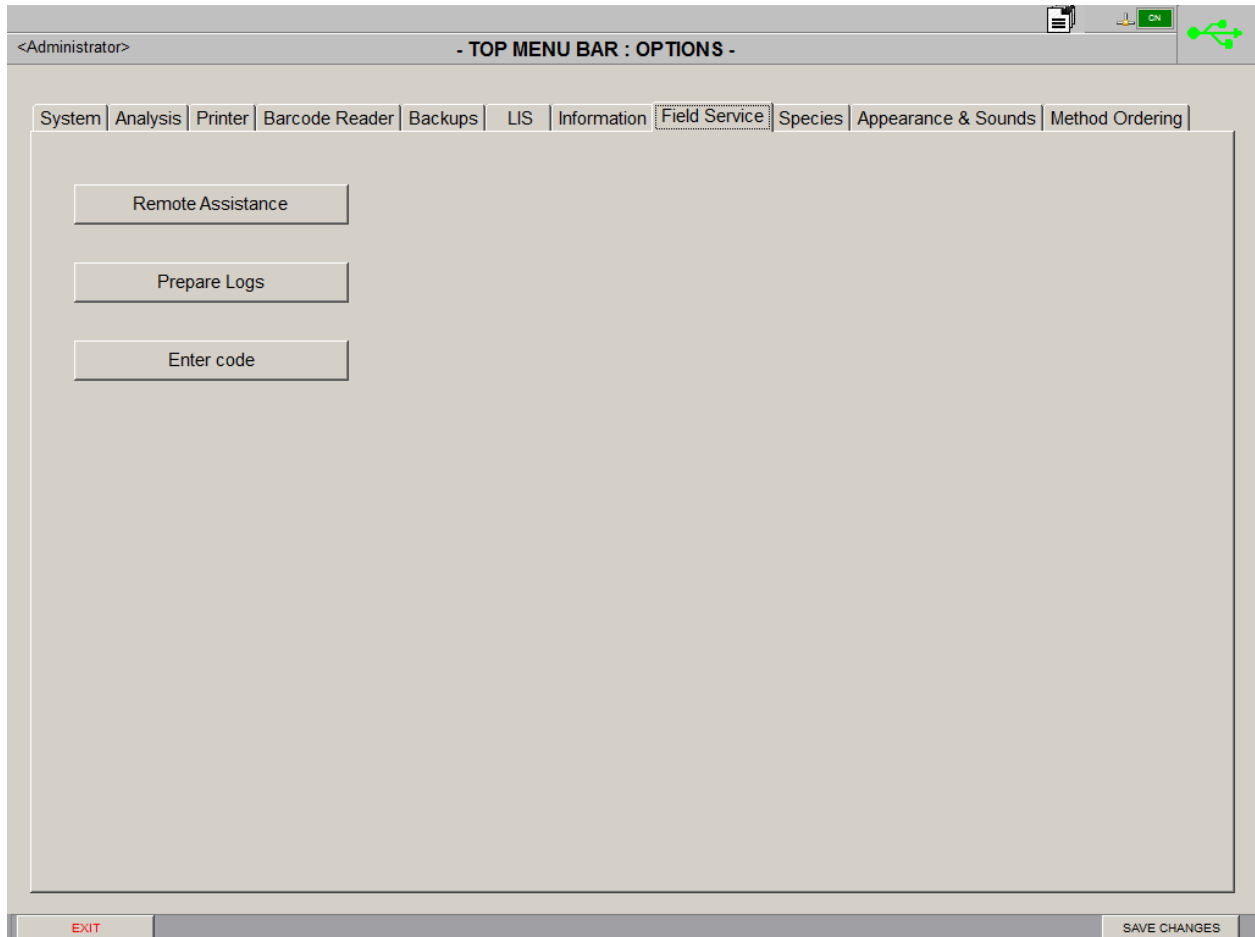 ON
<Administrator>
- TOP MENU BAR : OPTIONS -
System Analysis Printer Barcode Reader Backups LIS Information Field Service Species Appearance & Sounds Method Ordering
Remote Assistance
Prepare Logs
Enter code
EXIT SAVE CHANGES